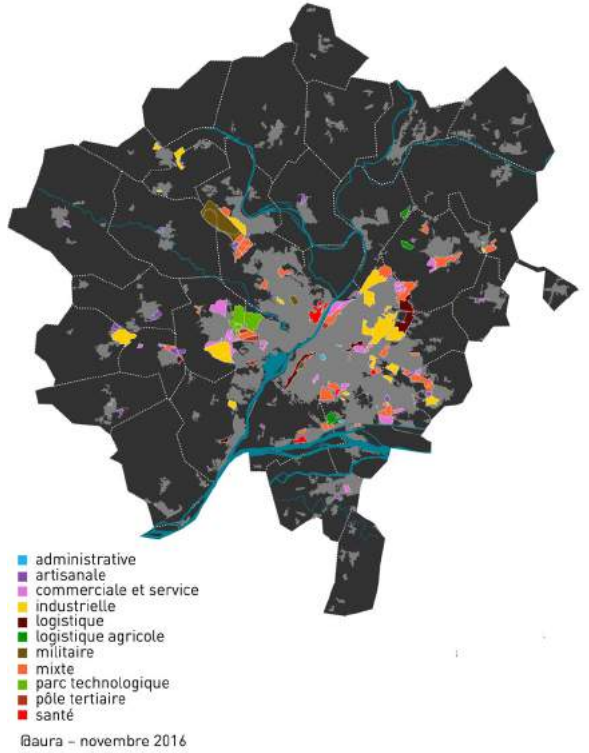 administrative
artisanale
commerciale et service
industrielle
logistique
logistique agricole
militaire
mixte
parc technologique
pôle tertiaire
santé
@aura – novembre 2016